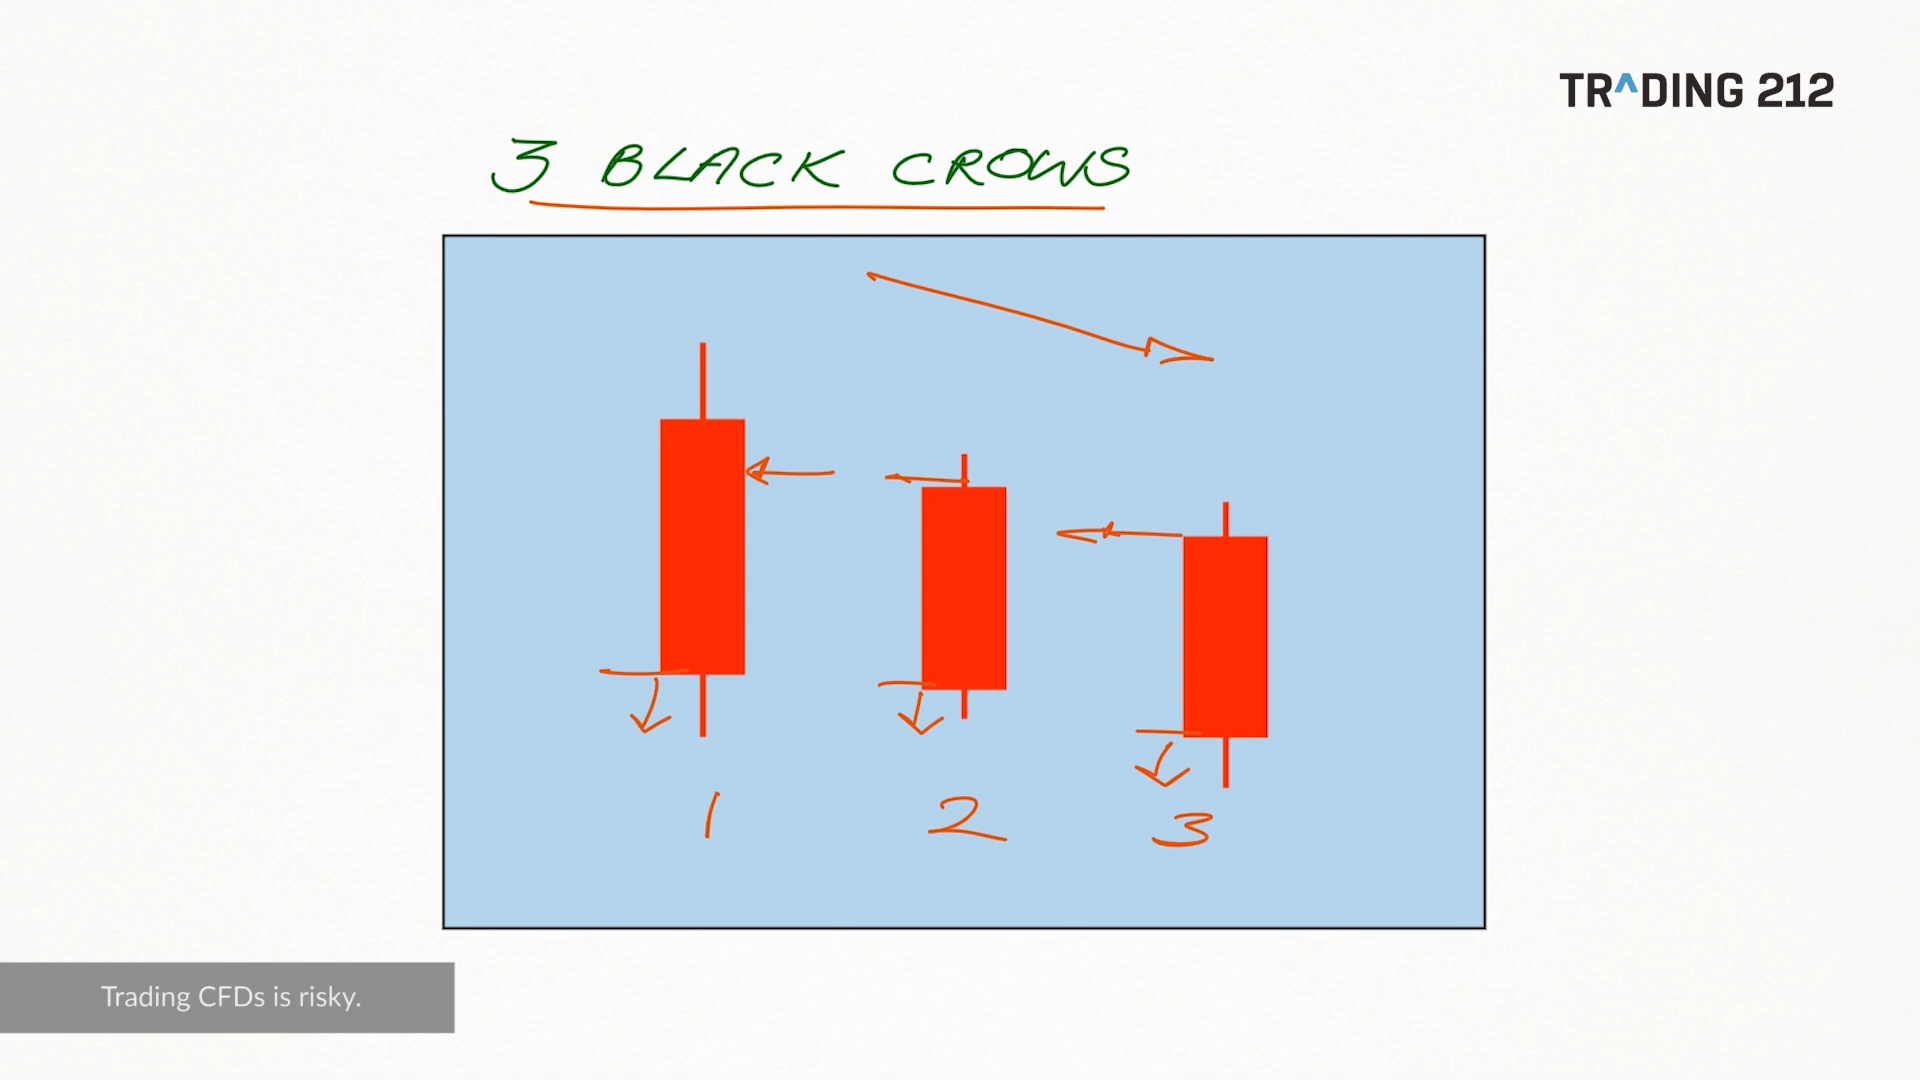 TRADING 212
3 BLACK CROWS
1 2 3
Trading CFDs is risky.